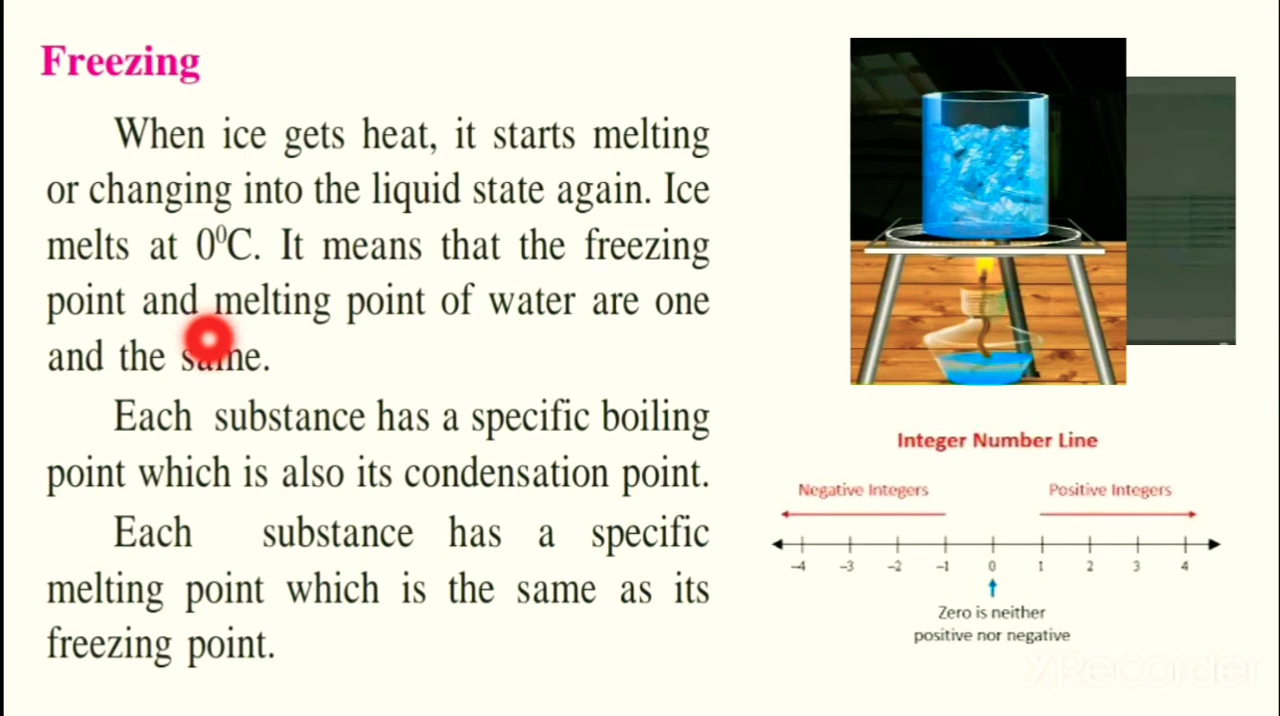 Freezing
When ice gets heat, it starts melting
or changing into the liquid state again. Ice
melts at 0⁰C. It means that the freezing
point and melting point of water are one
and the same.
Each substance has a specific boiling
point which is also its condensation point.
Each substance has a specific
melting point which is the same as its
freezing point.
Integer Number Line
Negative Integers Positive Integers
-4 -3 -2 -1 0 1 2 3 4
Zero is neither
positive nor negative
XRecorder